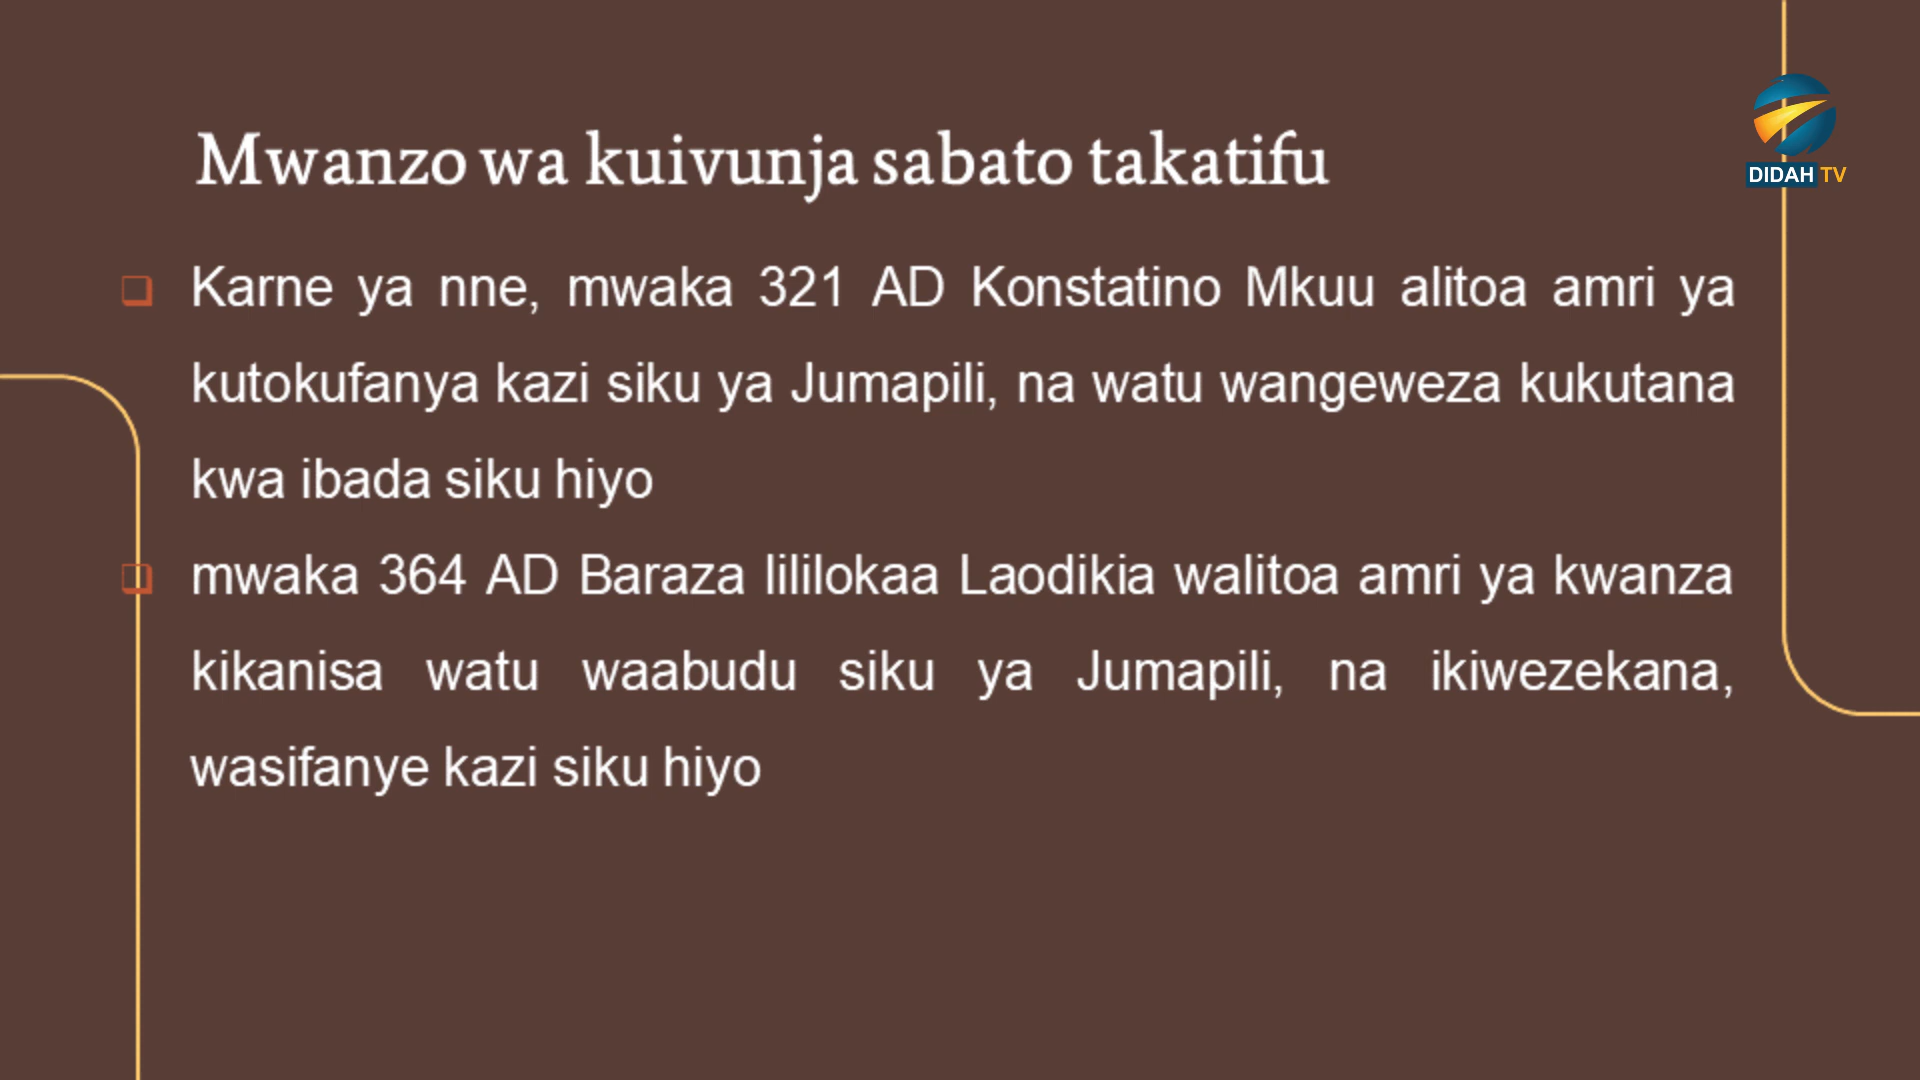 DIDAH TV
Mwanzo wa kuivunja sabato takatifu
Karne ya nne, mwaka 321 AD Konstatino Mkuu alitoa amri ya
kutokufanya kazi siku ya Jumapili, na watu wangeweza kukutana
kwa ibada siku hiyo
mwaka 364 AD Baraza lililokaa Laodikia walitoa amri ya kwanza
kikanisa watu waabudu siku ya Jumapili, na ikiwezekana,
wasifanye kazi siku hiyo